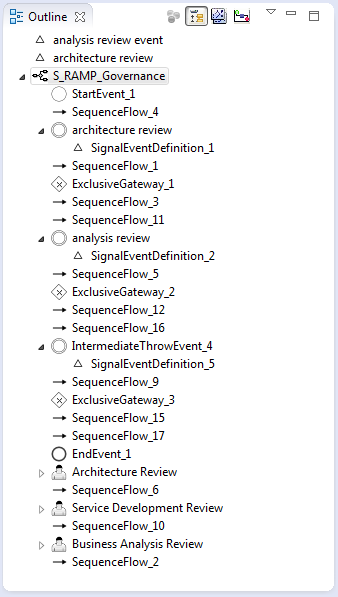 Outline
analysis review event
architecture review
S_RAMP_Governance
StartEvent_1
SequenceFlow_4
architecture review
SignalEventDefinition_1
SequenceFlow_1
ExclusiveGateway_1
SequenceFlow_3
SequenceFlow_11
analysis review
SignalEventDefinition_2
SequenceFlow_5
ExclusiveGateway_2
SequenceFlow_12
SequenceFlow_16
IntermediateThrowEvent_4
SignalEventDefinition_5
SequenceFlow_9
ExclusiveGateway_3
SequenceFlow_15
SequenceFlow_17
EndEvent_1
Architecture Review
SequenceFlow_6
Service Development Review
SequenceFlow_10
Business Analysis Review
SequenceFlow_2